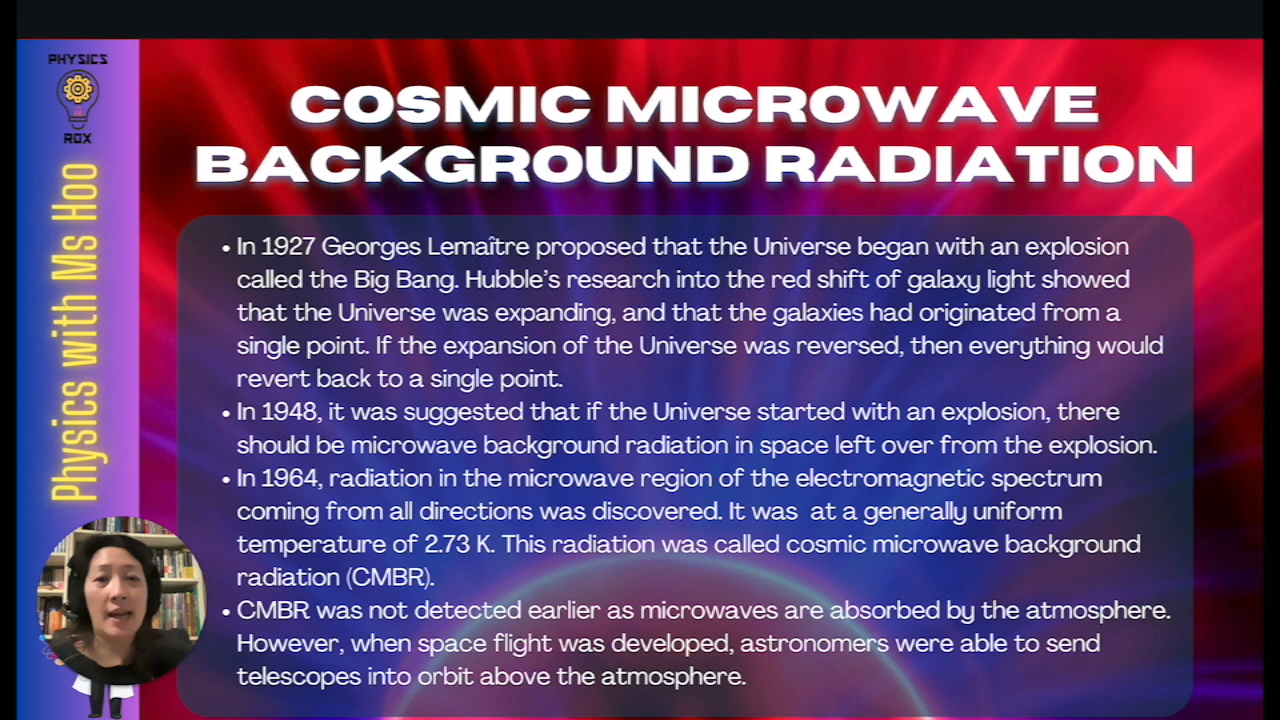 PHYSICS
ROX
Physics with Ms Hoo
COSMIC MICROWAVE
BACKGROUND RADIATION
• In 1927 Georges Lemaître proposed that the Universe began with an explosion
called the Big Bang. Hubble's research into the red shift of galaxy light showed
that the Universe was expanding, and that the galaxies had originated from a
single point. If the expansion of the Universe was reversed, then everything would
revert back to a single point.
• In 1948, it was suggested that if the Universe started with an explosion, there
should be microwave background radiation in space left over from the explosion.
• In 1964, radiation in the microwave region of the electromagnetic spectrum
coming from all directions was discovered. It was  at a generally uniform
temperature of 2.73 K. This radiation was called cosmic microwave background
radiation (CMBR).
• CMBR was not detected earlier as microwaves are absorbed by the atmosphere.
However, when space flight was developed, astronomers were able to send
telescopes into orbit above the atmosphere.